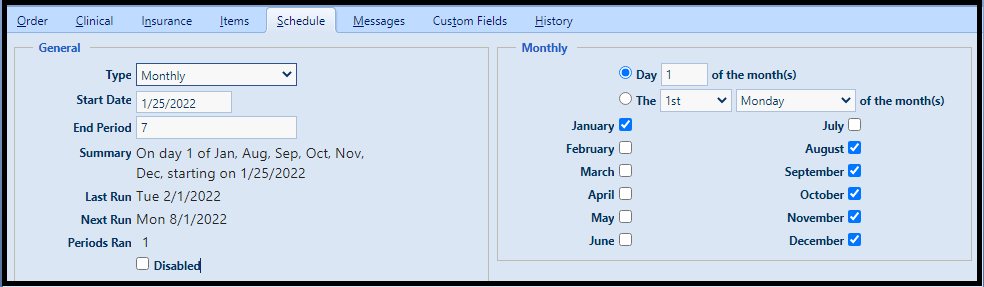 Order Clinical Insurance Items Schedule Messages Custom Fields History
General
Type Monthly
Start Date 1/25/2022
End Period 7
Summary On day 1 of Jan, Aug, Sep, Oct, Nov,
Dec, starting on 1/25/2022
Last Run Tue 2/1/2022
Next Run Mon 8/1/2022
Periods Ran 1
Disabled
Monthly
Day 1 of the month(s)
The 1st Monday of the month(s)
January July
February August
March September
April October
May November
June December